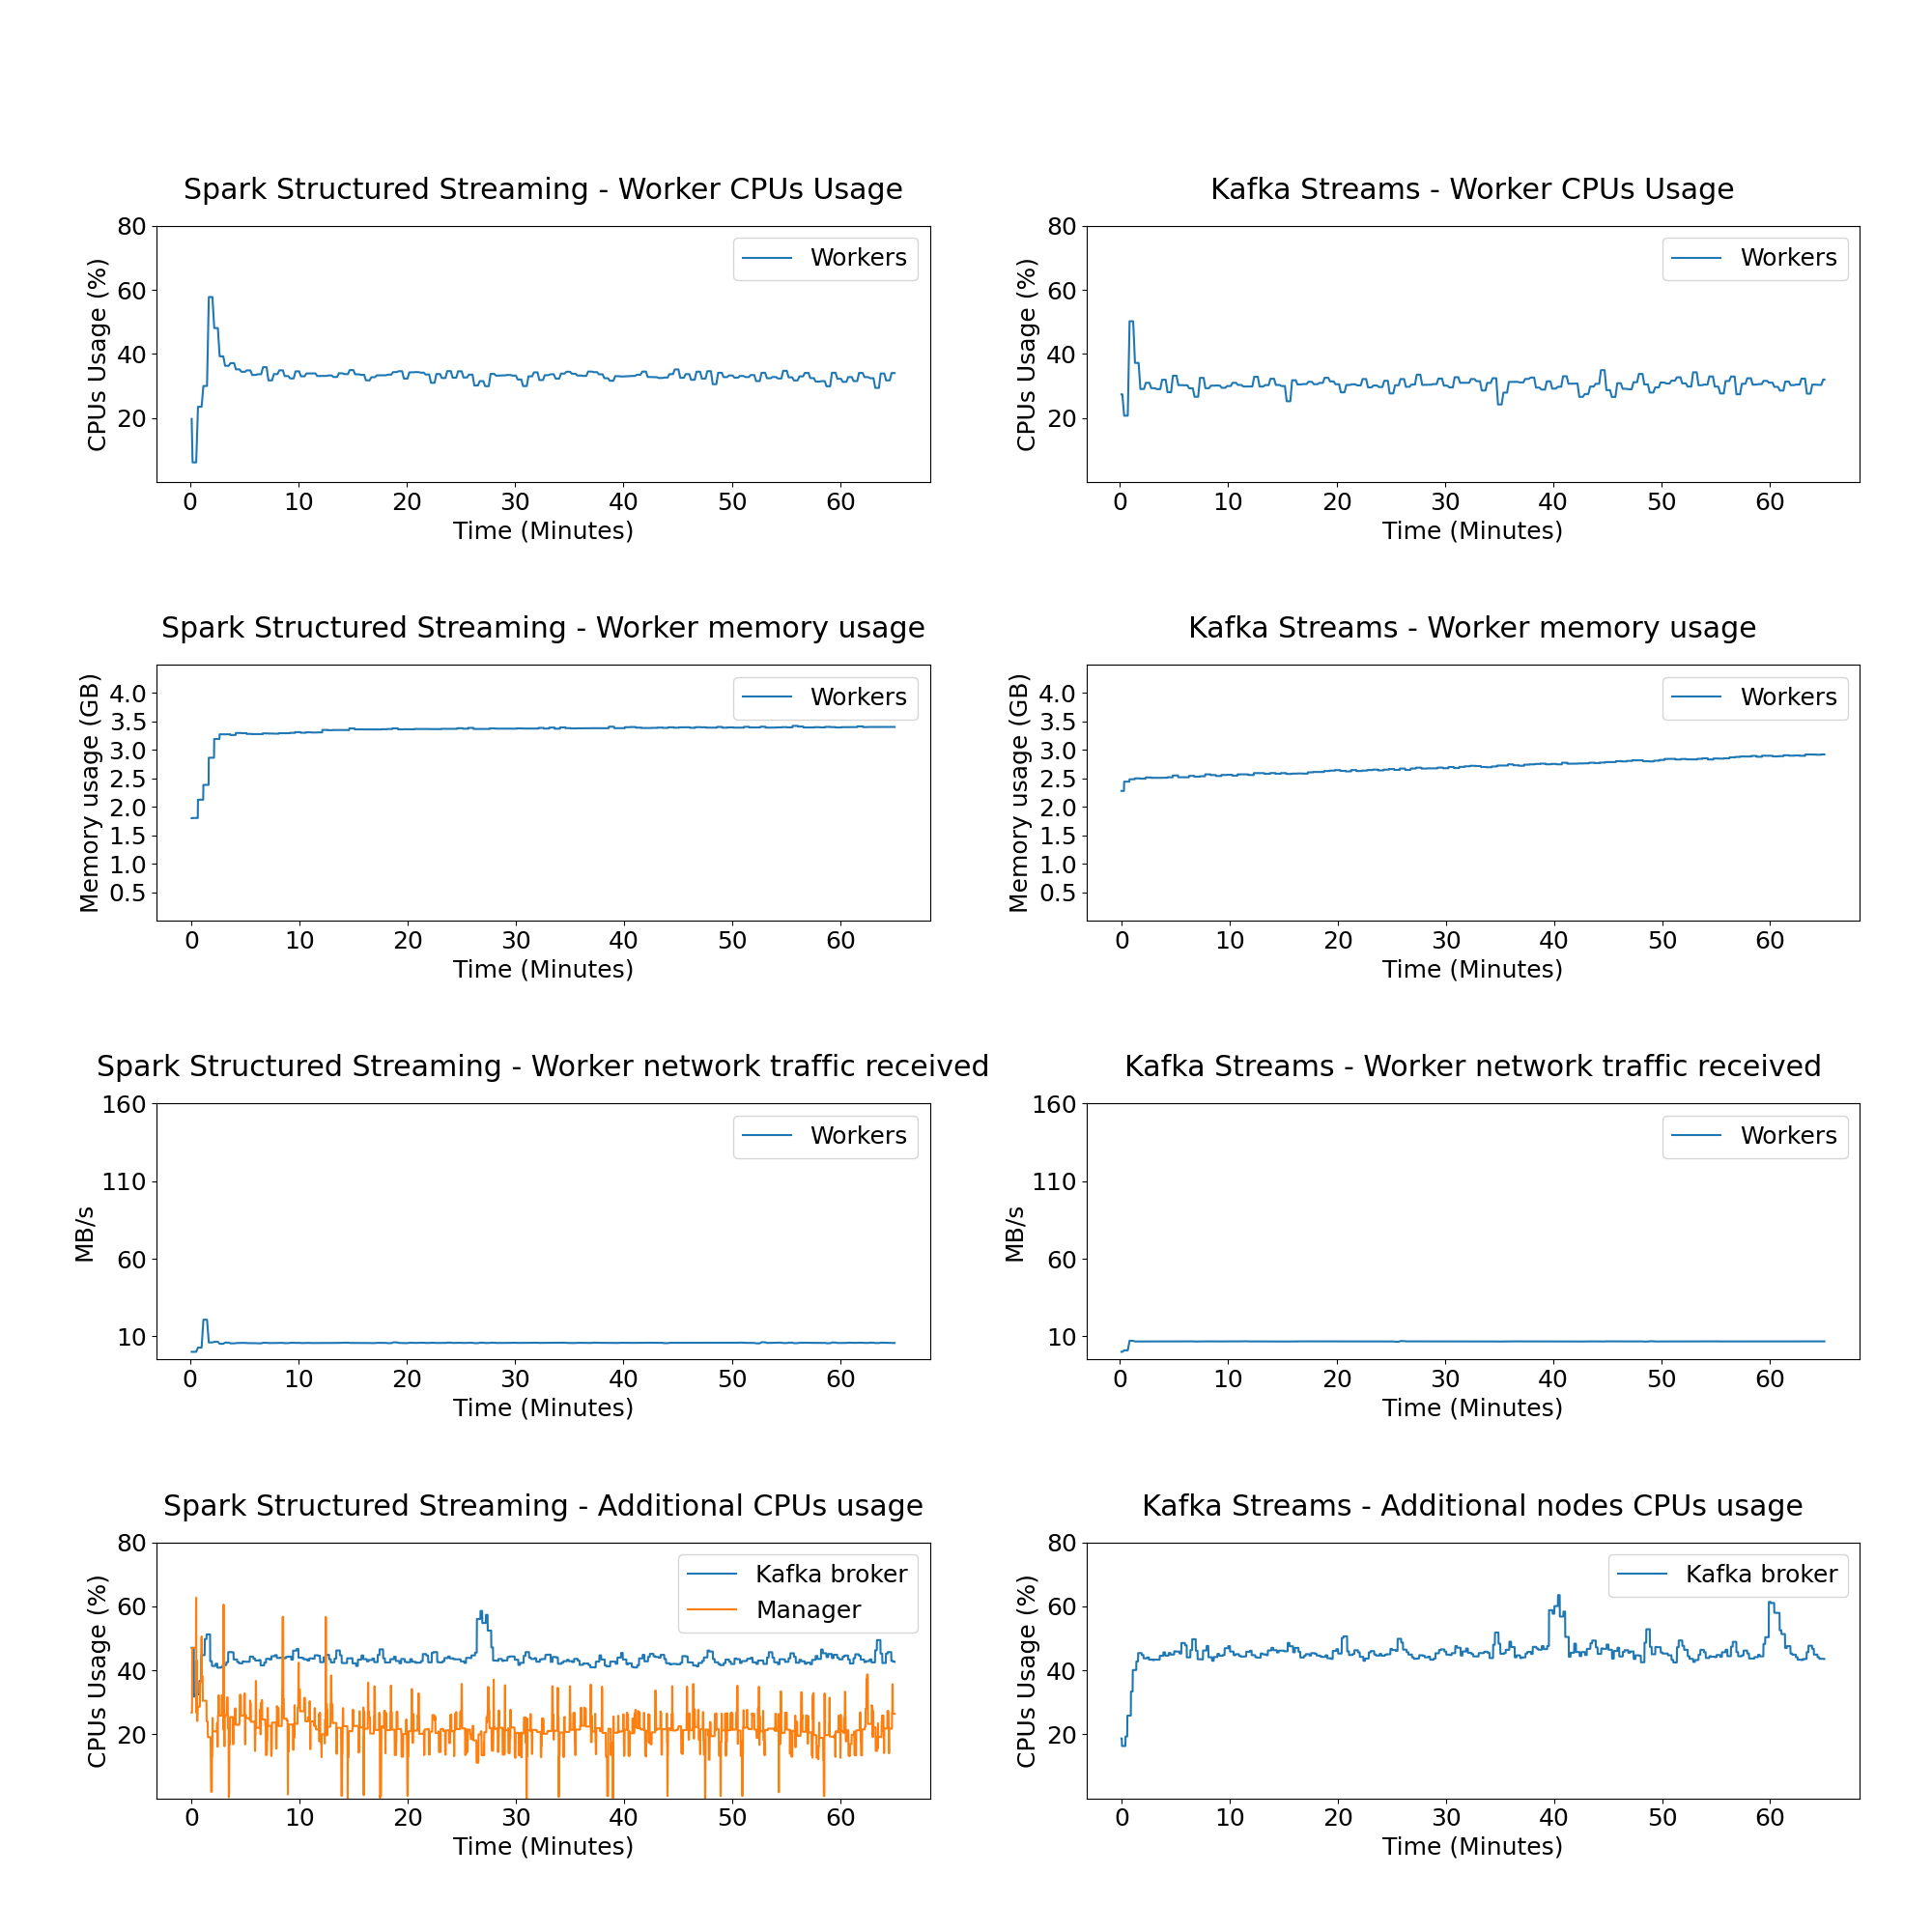 Spark Structured Streaming - Worker CPUs Usage
CPUs Usage (%)
80
60
40
20
Workers
0 10 20 30 40 50 60
Time (Minutes)
Kafka Streams - Worker CPUs Usage
CPUs Usage (%)
80
60
40
20
Workers
0 10 20 30 40 50 60
Time (Minutes)
Spark Structured Streaming - Worker memory usage
Memory usage (GB)
4.0
3.5
3.0
2.5
2.0
1.5
1.0
0.5
Workers
0 10 20 30 40 50 60
Time (Minutes)
Kafka Streams - Worker memory usage
Memory usage (GB)
4.0
3.5
3.0
2.5
2.0
1.5
1.0
0.5
Workers
0 10 20 30 40 50 60
Time (Minutes)
Spark Structured Streaming - Worker network traffic received
MB/s
160
110
60
10
Workers
0 10 20 30 40 50 60
Time (Minutes)
Kafka Streams - Worker network traffic received
MB/s
160
110
60
10
Workers
0 10 20 30 40 50 60
Time (Minutes)
Spark Structured Streaming - Additional CPUs usage
CPUs Usage (%)
80
60
40
20
Kafka broker
Manager
0 10 20 30 40 50 60
Time (Minutes)
Kafka Streams - Additional nodes CPUs usage
CPUs Usage (%)
80
60
40
20
Kafka broker
0 10 20 30 40 50 60
Time (Minutes)